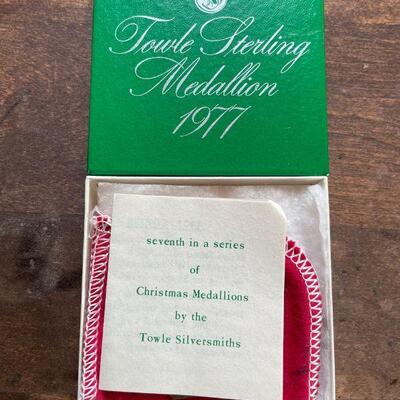 Towle Sterling
Medallion
1977
seventh in a series
of
Christmas Medallions
by the
Towle Silversmiths